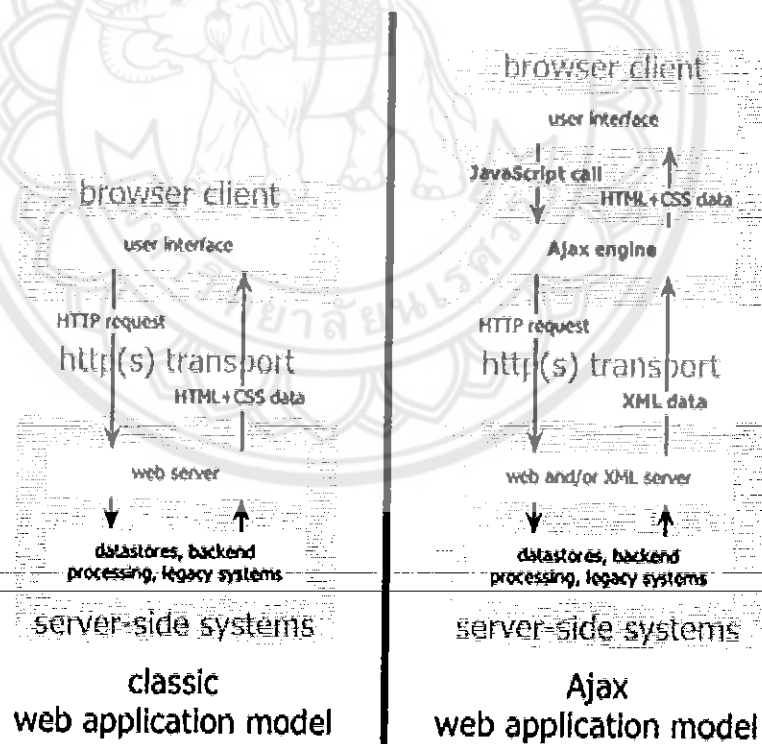 browser client
user interface
HTTP request
http(s) transport
HTML+CSS data
web server
datastores, backend
processing, legacy systems
server-side systems
classic
web application model
browser client
user interface
JavaScript call
HTML+CSS data
Ajax engine
HTTP request
http(s) transport
XML data
web and/or XML server
datastores, backend
processing, legacy systems
server-side systems
Ajax
web application model